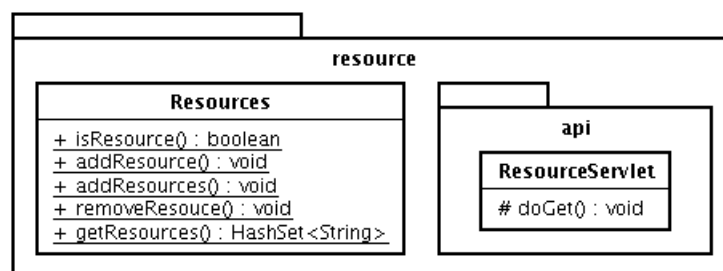 resource
Resources
+ isResource() : boolean
+ addResource() : void
+ addResources() : void
+ removeResouce() : void
+ getResources() : HashSet<String>
api
ResourceServlet
# doGet() : void